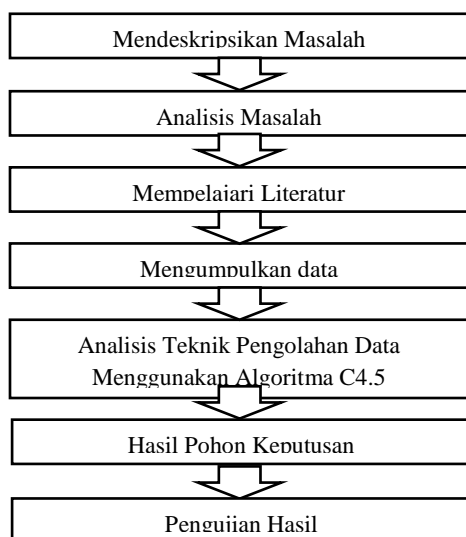 Mendeskripsikan Masalah
Analisis Masalah
Mempelajari Literatur
Mengumpulkan data
Analisis Teknik Pengolahan Data
Menggunakan Algoritma C4.5
Hasil Pohon Keputusan
Pengujian Hasil